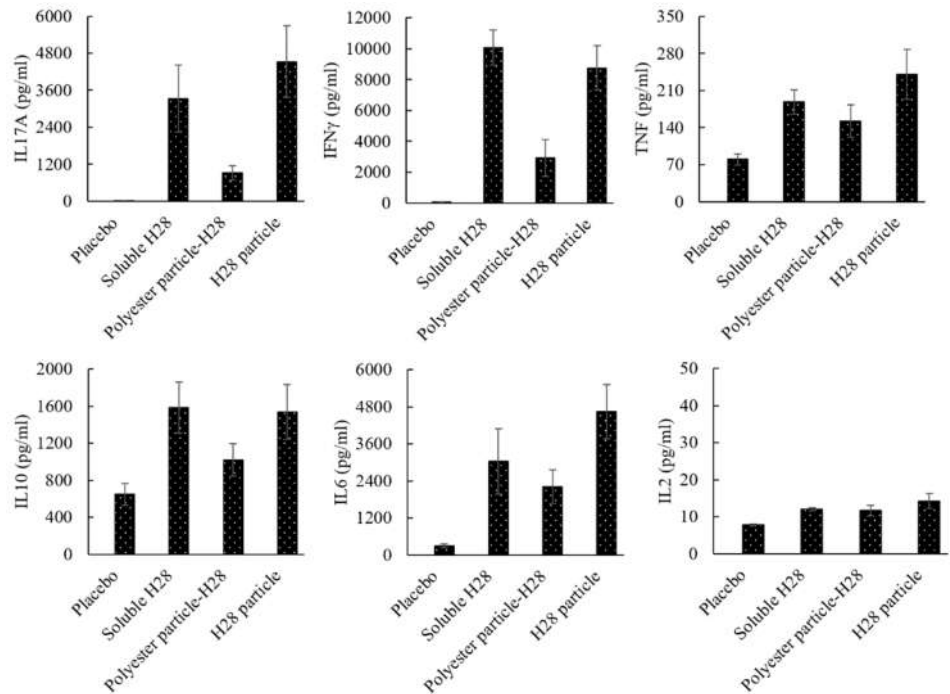 IL17A (pg/ml)
6000
4800
3600
2400
1200
0
Placebo
Soluble H28
Polyester particle-H28
H28 particle
IFNγ (pg/ml)
12000
10000
8000
6000
4000
2000
0
Placebo
Soluble H28
Polyester particle-H28
H28 particle
TNF (pg/ml)
350
280
210
140
70
0
Placebo
Soluble H28
Polyester particle-H28
H28 particle
IL10 (pg/ml)
2000
1600
1200
800
400
0
Placebo
Soluble H28
Polyester particle-H28
H28 particle
IL6 (pg/ml)
6000
4800
3600
2400
1200
0
Placebo
Soluble H28
Polyester particle-H28
H28 particle
IL2 (pg/ml)
50
40
30
20
10
0
Placebo
Soluble H28
Polyester particle-H28
H28 particle